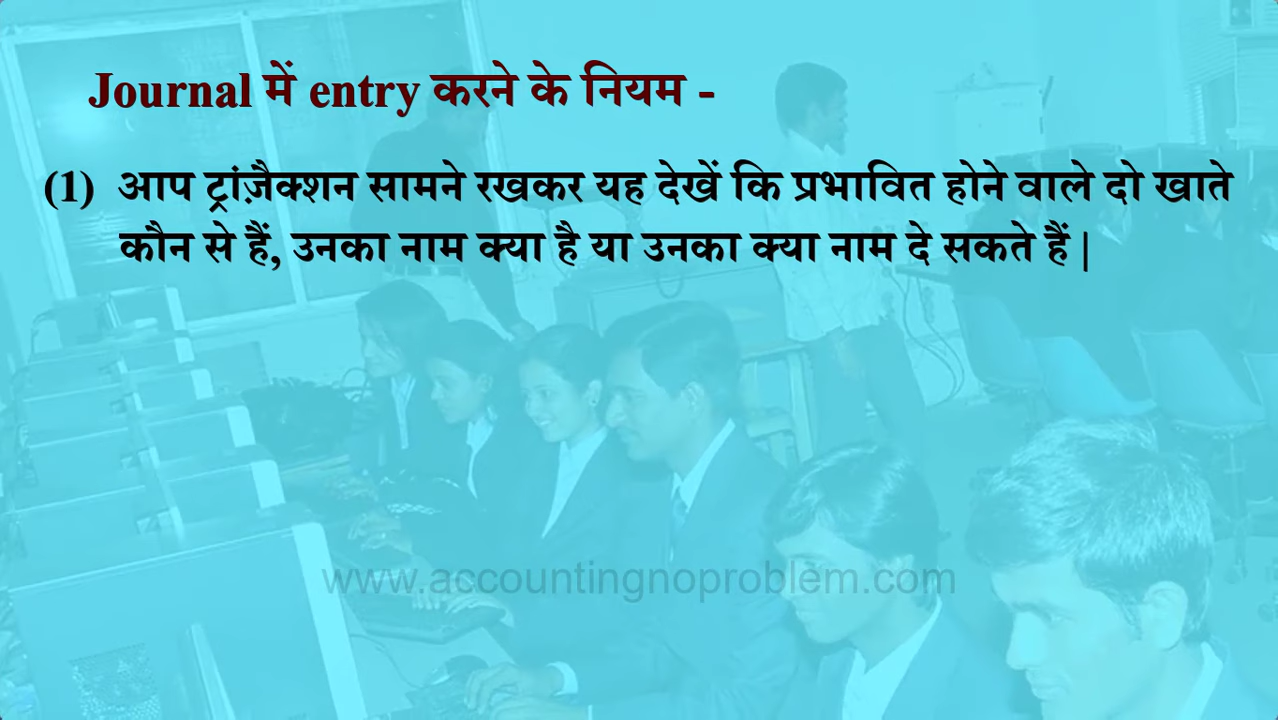 Journal में entry करने के नियम -
(1) आप ट्रांज़ैक्शन सामने रखकर यह देखें कि प्रभावित होने वाले दो खाते
कौन से हैं, उनका नाम क्या है या उनका क्या नाम दे सकते हैं |
www.accountingnoproblem.com